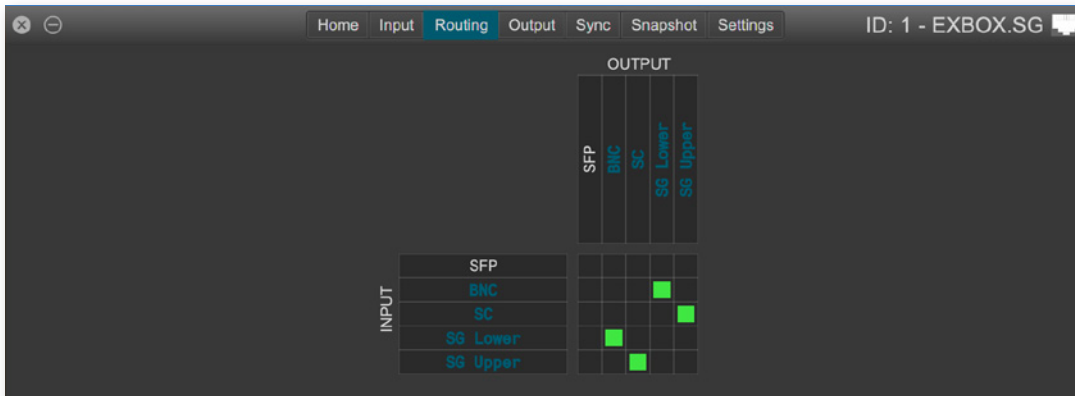 Home Input Routing Output Sync Snapshot Settings ID: 1 - EXBOX.SG
OUTPUT
SFP
BNC
SC
SG Lower
SG Upper
INPUT
SFP
BNC
SC
SG Lower
SG Upper